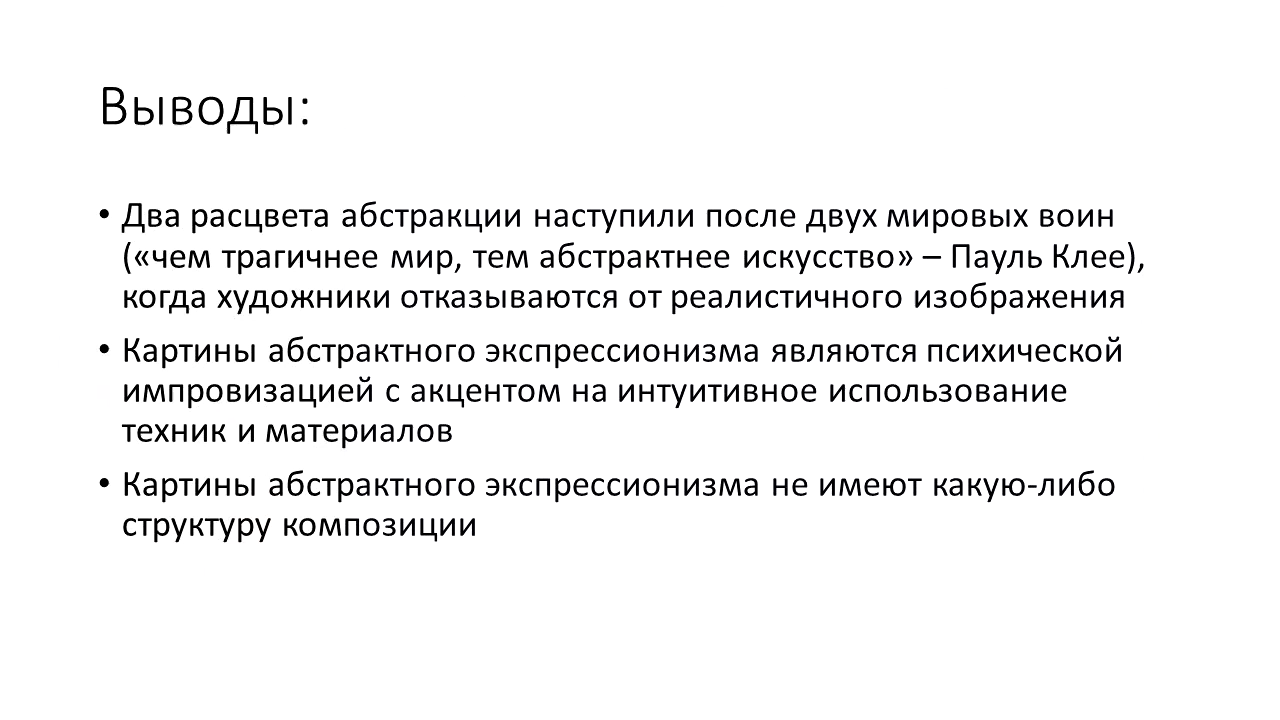 Выводы:
• Два расцвета абстракции наступили после двух мировых воин
(«чем трагичнее мир, тем абстрактнее искусство» – Пауль Клее),
когда художники отказываются от реалистичного изображения
• Картины абстрактного экспрессионизма являются психической
импровизацией с акцентом на интуитивное использование
техник и материалов
• Картины абстрактного экспрессионизма не имеют какую-либо
структуру композиции